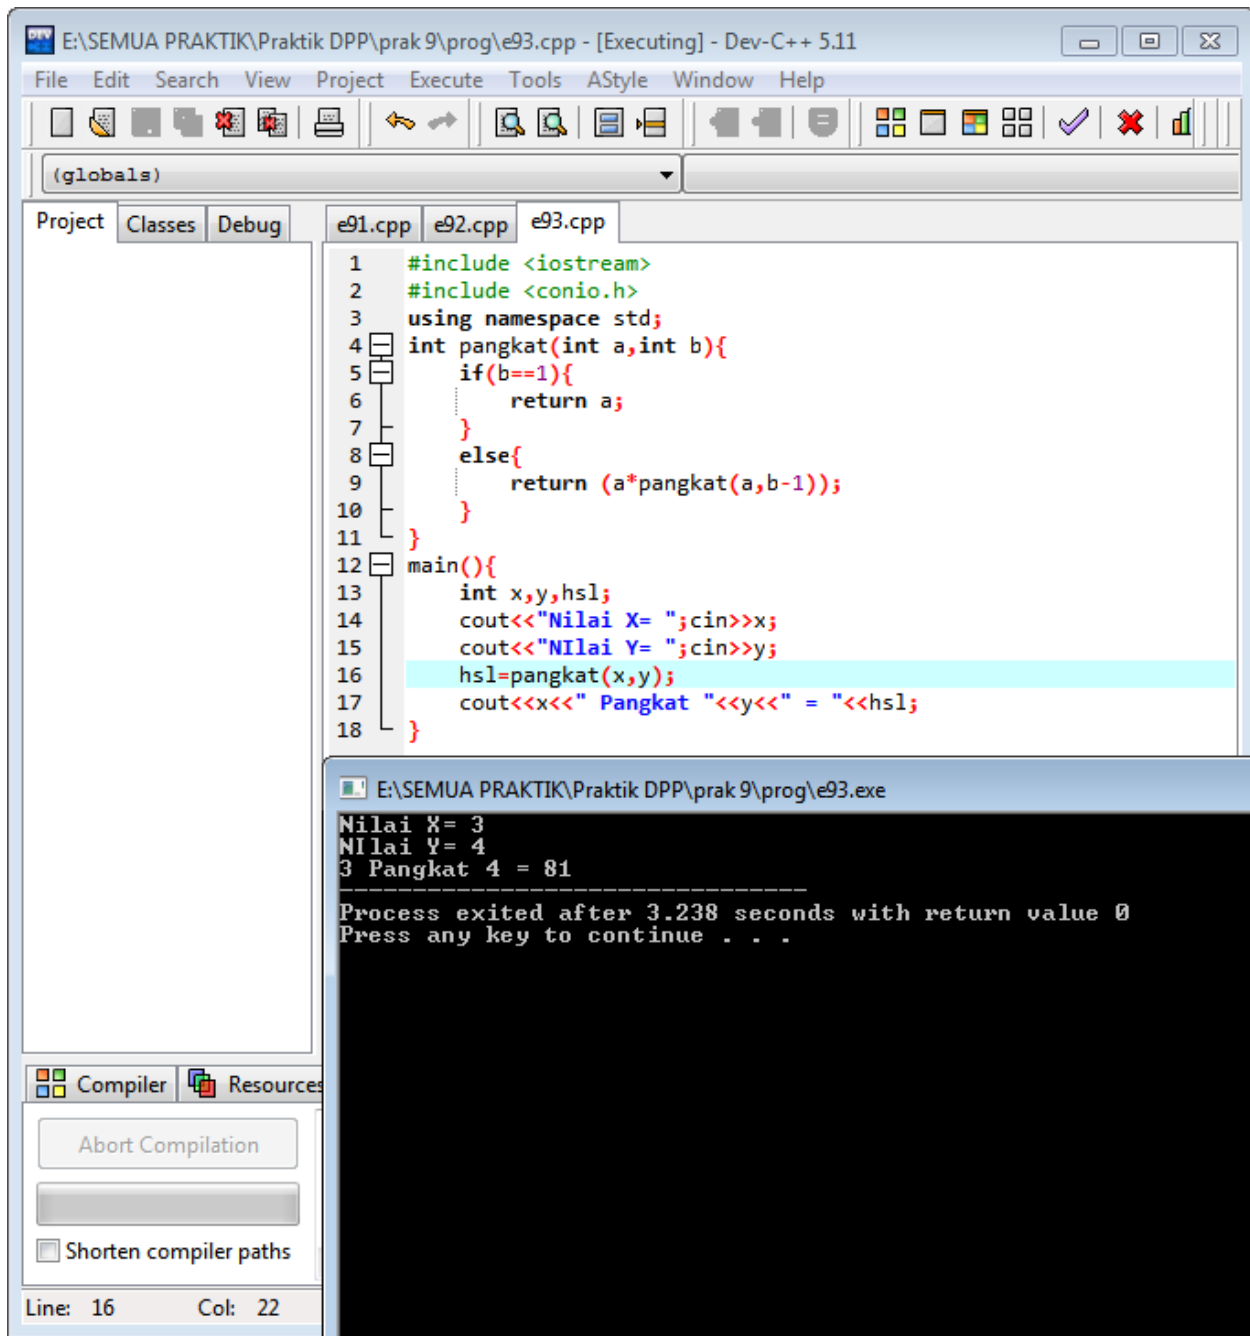 E:\SEMUA PRAKTIK\Praktik DPP\prak 9\prog\e93.cpp - [Executing] - Dev-C++ 5.11
File Edit Search View Project Execute Tools AStyle Window Help
(globals)
Project Classes Debug
e91.cpp e92.cpp e93.cpp
1 #include <iostream>
2 #include <conio.h>
3 using namespace std;
4 int pangkat(int a,int b){
5 if(b==1){
6 return a;
7 }
8 else{
9 return (a*pangkat(a,b-1));
10 }
11 }
12 main(){
13 int x,y,hsl;
14 cout<<"Nilai X= ";cin>>x;
15 cout<<"NIlai Y= ";cin>>y;
16 hsl=pangkat(x,y);
17 cout<<x<<" Pangkat "<<y<<" = "<<hsl;
18 }
E:\SEMUA PRAKTIK\Praktik DPP\prak 9\prog\e93.exe
Nilai X= 3
NIlai Y= 4
3 Pangkat 4 = 81
--------------------------------
Process exited after 3.238 seconds with return value 0
Press any key to continue . . .
Compiler Resources
Abort Compilation
Shorten compiler paths
Line: 16 Col: 22